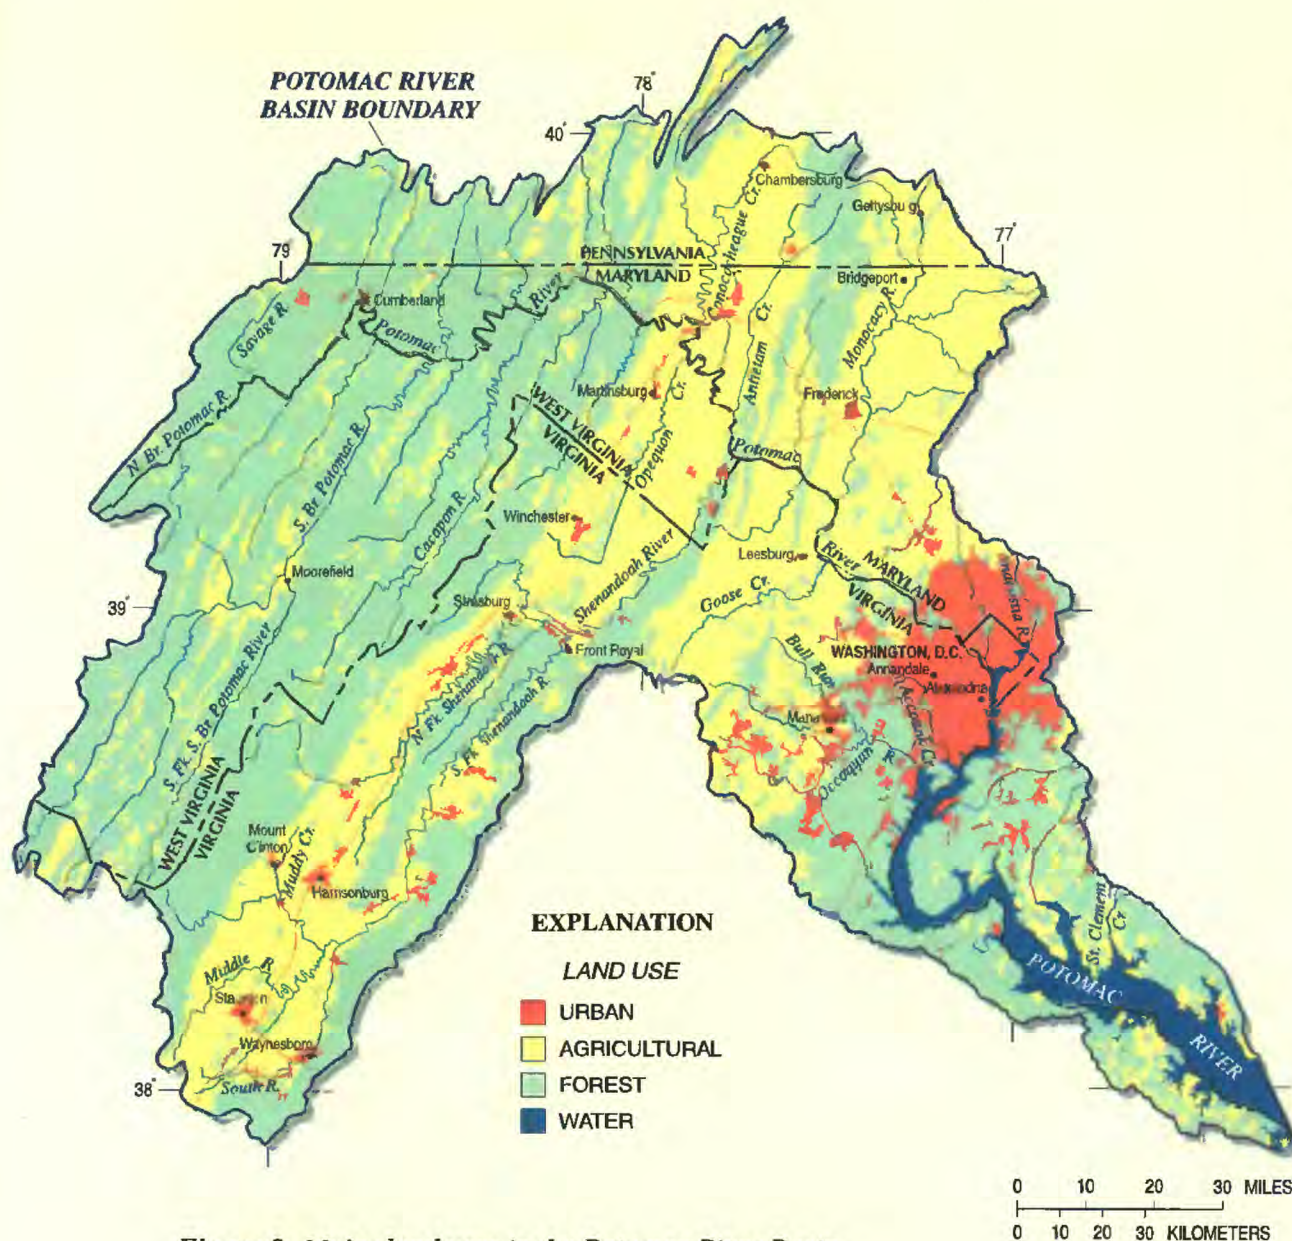 POTOMAC RIVER
BASIN BOUNDARY
78°
40°
79
77°
Chambersburg
Conococheague Cr.
PENNSYLVANIA
MARYLAND
Bridgeport
Savage R.
Cumberland
River
Potomac
Antietam Cr.
Monocacy R.
N Br. Potomac R.
S. Br Potomac R.
Martinsburg
Frederick
WEST VIRGINIA
VIRGINIA
Opequon Cr.
Potomac
Cacapon R
Winchester
Shenandoah River
Leesburg
River
MARYLAND
VIRGINIA
Moorefield
39°
Goose Cr.
Strasburg
Front Royal
Bull Run
WASHINGTON, D.C.
Annandale
Alexandria
Accotink Cr.
S. Fk. S. Br Potomac River
N Fk. Shenandoah R
S. Fk. Shenandoah R.
Occoquan R
WEST VIRGINIA
VIRGINIA
Mount
Clinton
Muddy Cr.
Harrisonburg
St. Clement Cr.
POTOMAC
RIVER
Middle R
Staunton
Waynesboro
South R.
38°
EXPLANATION
LAND USE
URBAN
AGRICULTURAL
FOREST
WATER
0 10 20 30 MILES
0 10 20 30 KILOMETERS